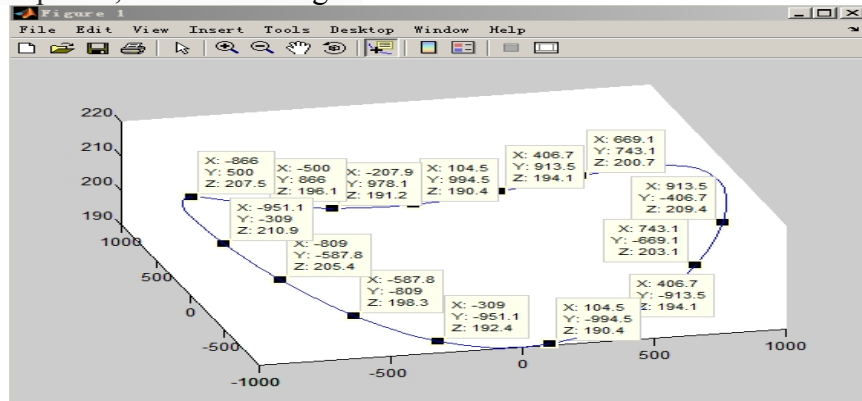 Figure 1
File Edit View Insert Tools Desktop Window Help
220
210
200
190
1000
500
0
-500
-1000
-500
0
500
1000
X: -866
Y: 500
Z: 207.5
X: -500
Y: 866
Z: 196.1
X: -207.9
Y: 978.1
Z: 191.2
X: 104.5
Y: 994.5
Z: 190.4
X: 406.7
Y: 913.5
Z: 194.1
X: 669.1
Y: 743.1
Z: 200.7
X: 913.5
Y: -406.7
Z: 209.4
X: 743.1
Y: -669.1
Z: 203.1
X: 406.7
Y: -913.5
Z: 194.1
X: 104.5
Y: -994.5
Z: 190.4
X: -309
Y: -951.1
Z: 192.4
X: -587.8
Y: -809
Z: 198.3
X: -809
Y: -587.8
Z: 205.4
X: -951.1
Y: -309
Z: 210.9